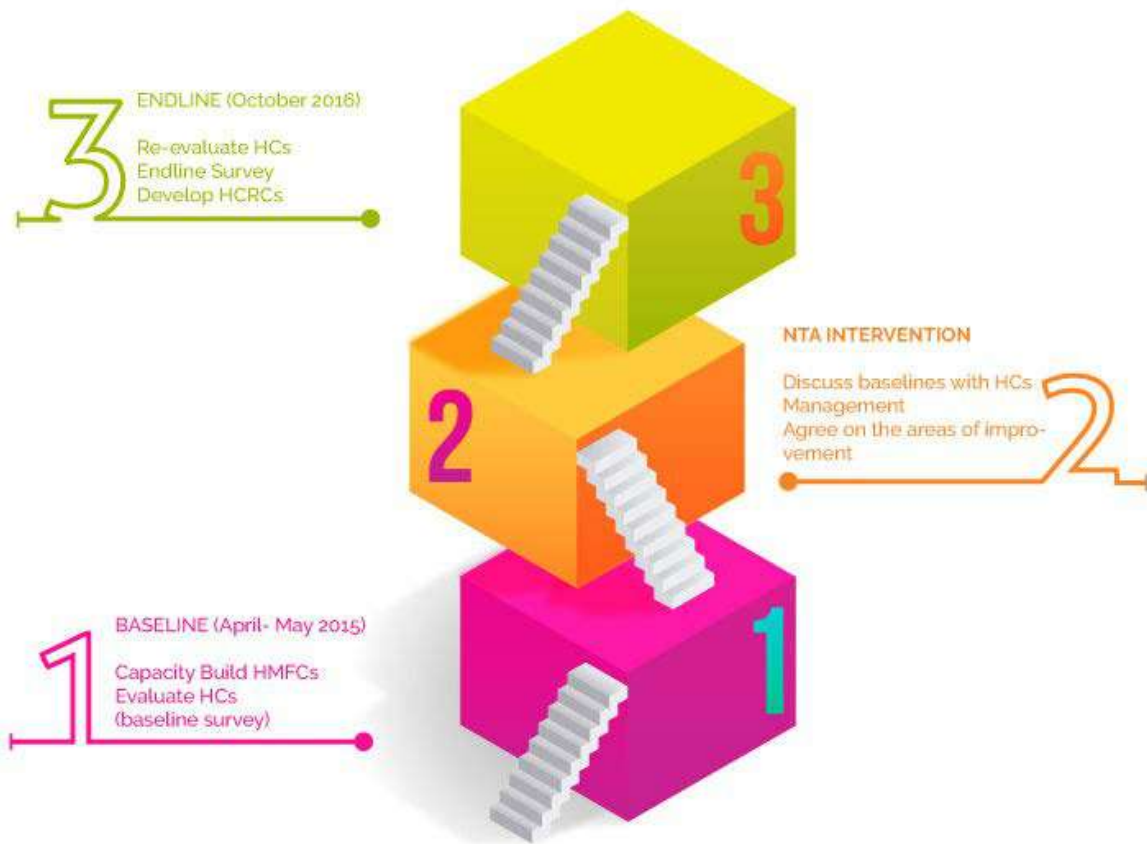 3
ENDLINE (October 2016)
Re-evaluate HCs
Endline Survey
Develop HCRCs
3
NTA INTERVENTION
Discuss baselines with HCs
Management
Agree on the areas of impro-
vement
2
2
1
BASELINE (April- May 2015)
Capacity Build HMFCs
Evaluate HCs
(baseline survey)
1